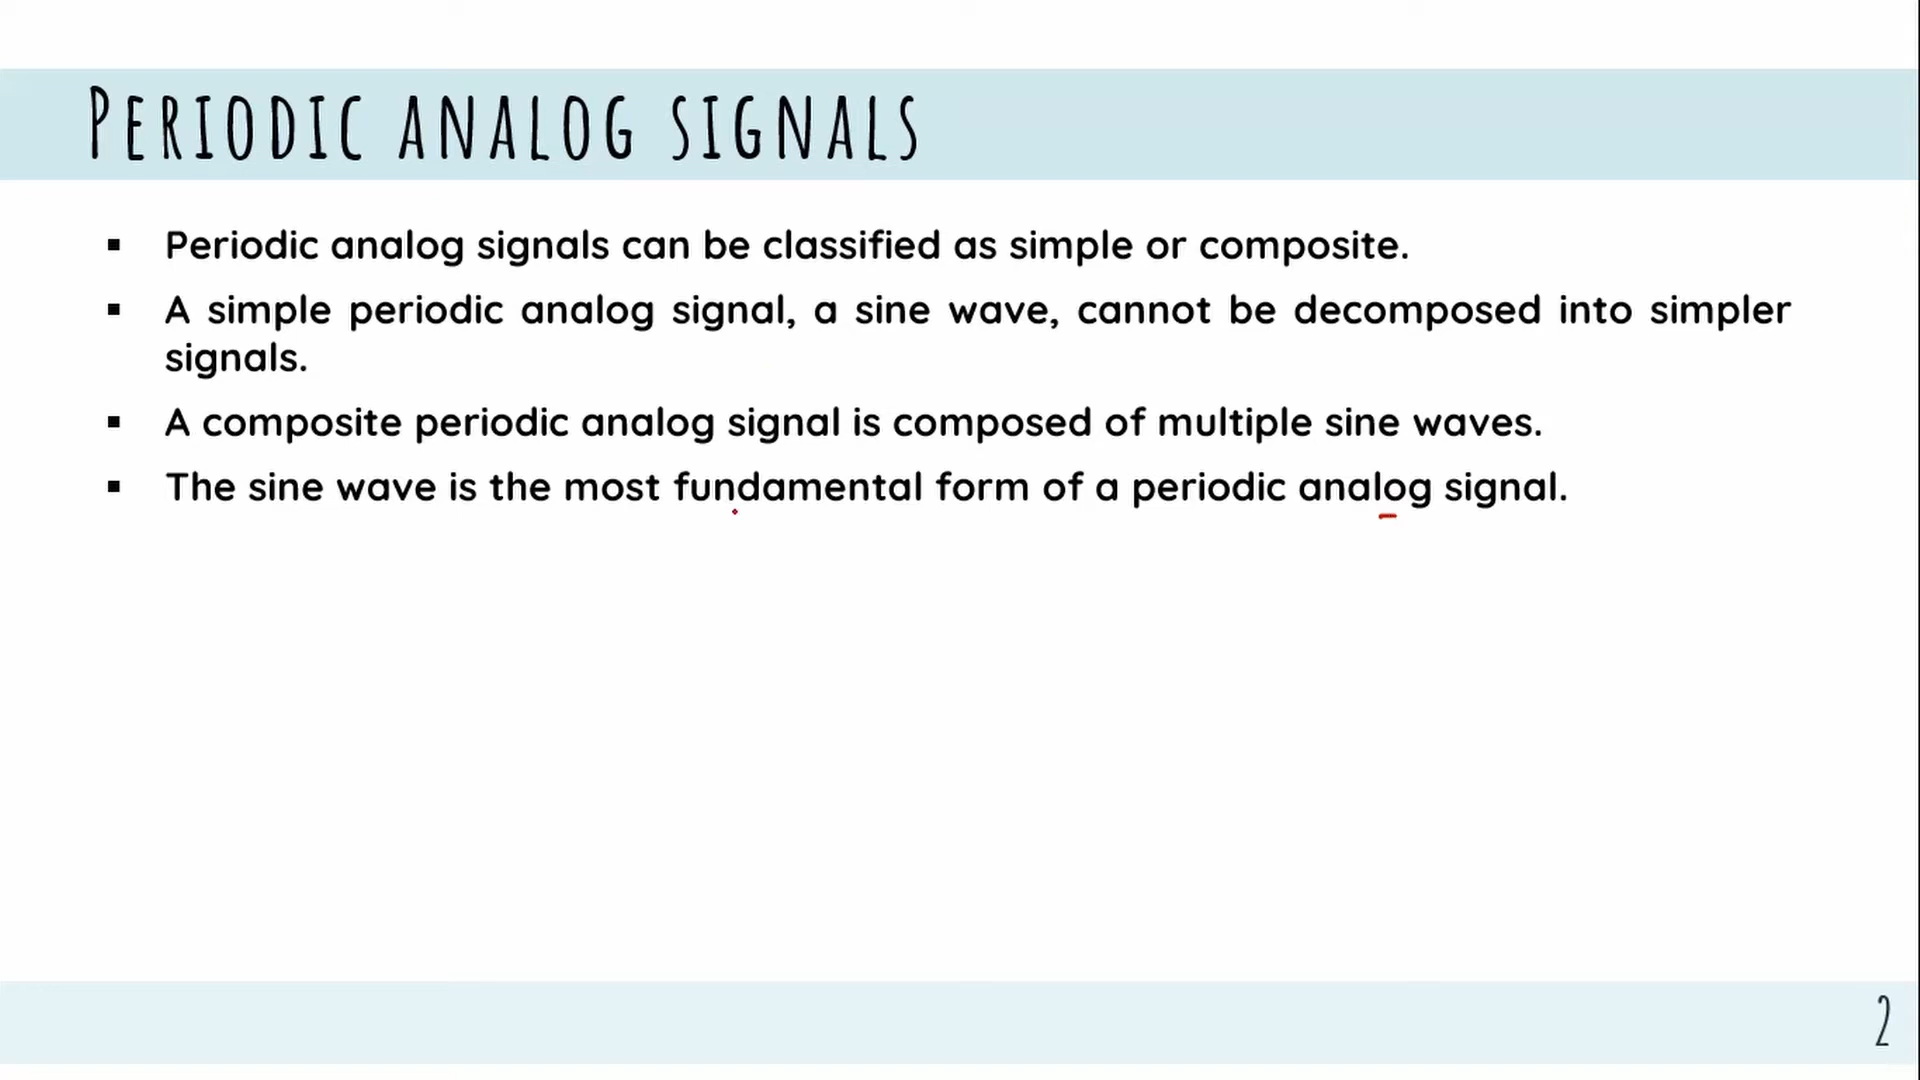 PERIODIC ANALOG SIGNALS
▪ Periodic analog signals can be classified as simple or composite.
▪ A simple periodic analog signal, a sine wave, cannot be decomposed into simpler
signals.
▪ A composite periodic analog signal is composed of multiple sine waves.
▪ The sine wave is the most fundamental form of a periodic analog signal.
2